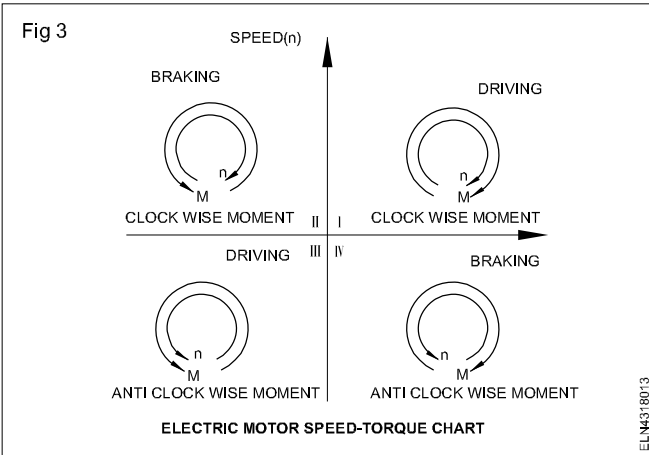 Fig 3
SPEED(n)
BRAKING
DRIVING
n
M
CLOCK WISE MOMENT
n
M
CLOCK WISE MOMENT
II I
III IV
DRIVING
BRAKING
n
M
ANTI CLOCK WISE MOMENT
n
M
ANTI CLOCK WISE MOMENT
ELECTRIC MOTOR SPEED-TORQUE CHART
ELN4318013